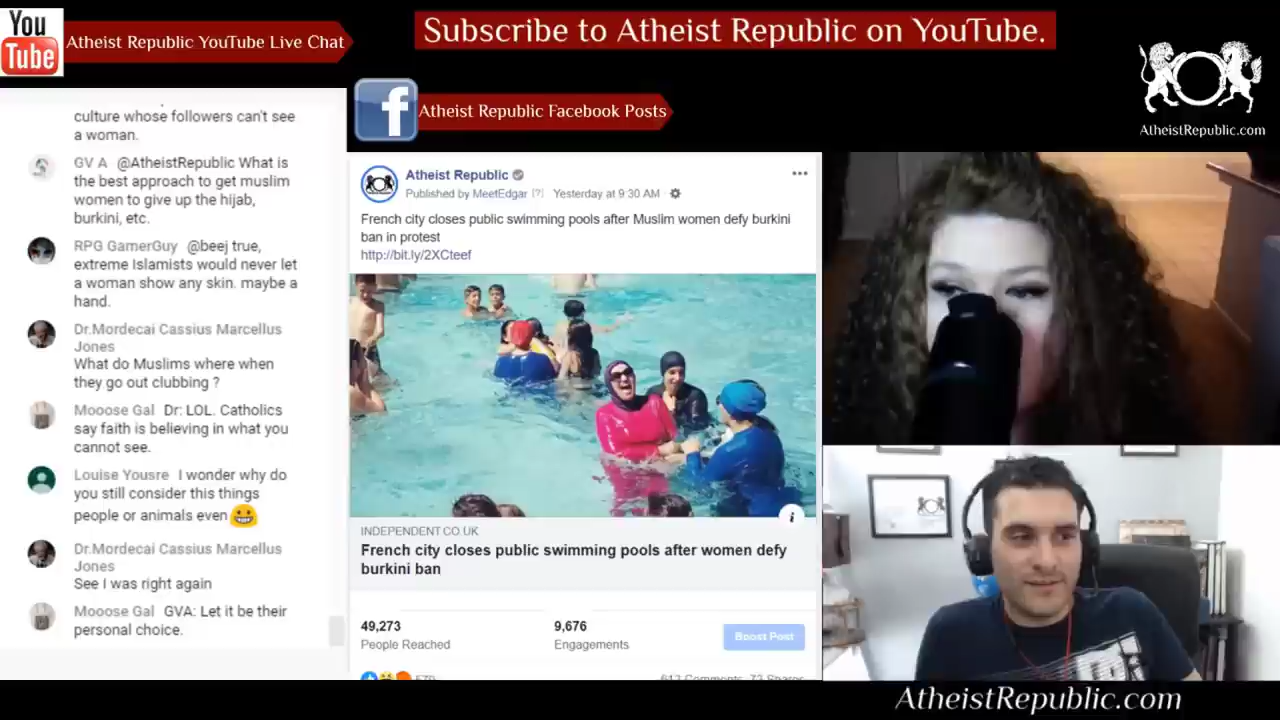 You
Tube
Atheist Republic YouTube Live Chat
Subscribe to Atheist Republic on YouTube.
AtheistRepublic.com
f
Atheist Republic Facebook Posts
culture whose followers can't see
a woman.
GV A @AtheistRepublic What is
the best approach to get muslim
women to give up the hijab,
burkini, etc.
RPG GamerGuy @beej true,
extreme Islamists would never let
a woman show any skin. maybe a
hand.
Dr.Mordecai Cassius Marcellus
Jones
What do Muslims where when
they go out clubbing ?
Mooose Gal Dr: LOL. Catholics
say faith is believing in what you
cannot see.
Louise Yousre I wonder why do
you still consider this things
people or animals even
Dr.Mordecai Cassius Marcellus
Jones
See I was right again
Mooose Gal GVA: Let it be their
personal choice.
Atheist Republic
Published by MeetEdgar [?] Yesterday at 9:30 AM
French city closes public swimming pools after Muslim women defy burkini
ban in protest
http://bit.ly/2XCteef
i
INDEPENDENT.CO.UK
French city closes public swimming pools after women defy
burkini ban
49,273
People Reached
9,676
Engagements
Boost Post
Comments
Shares
AtheistRepublic.com